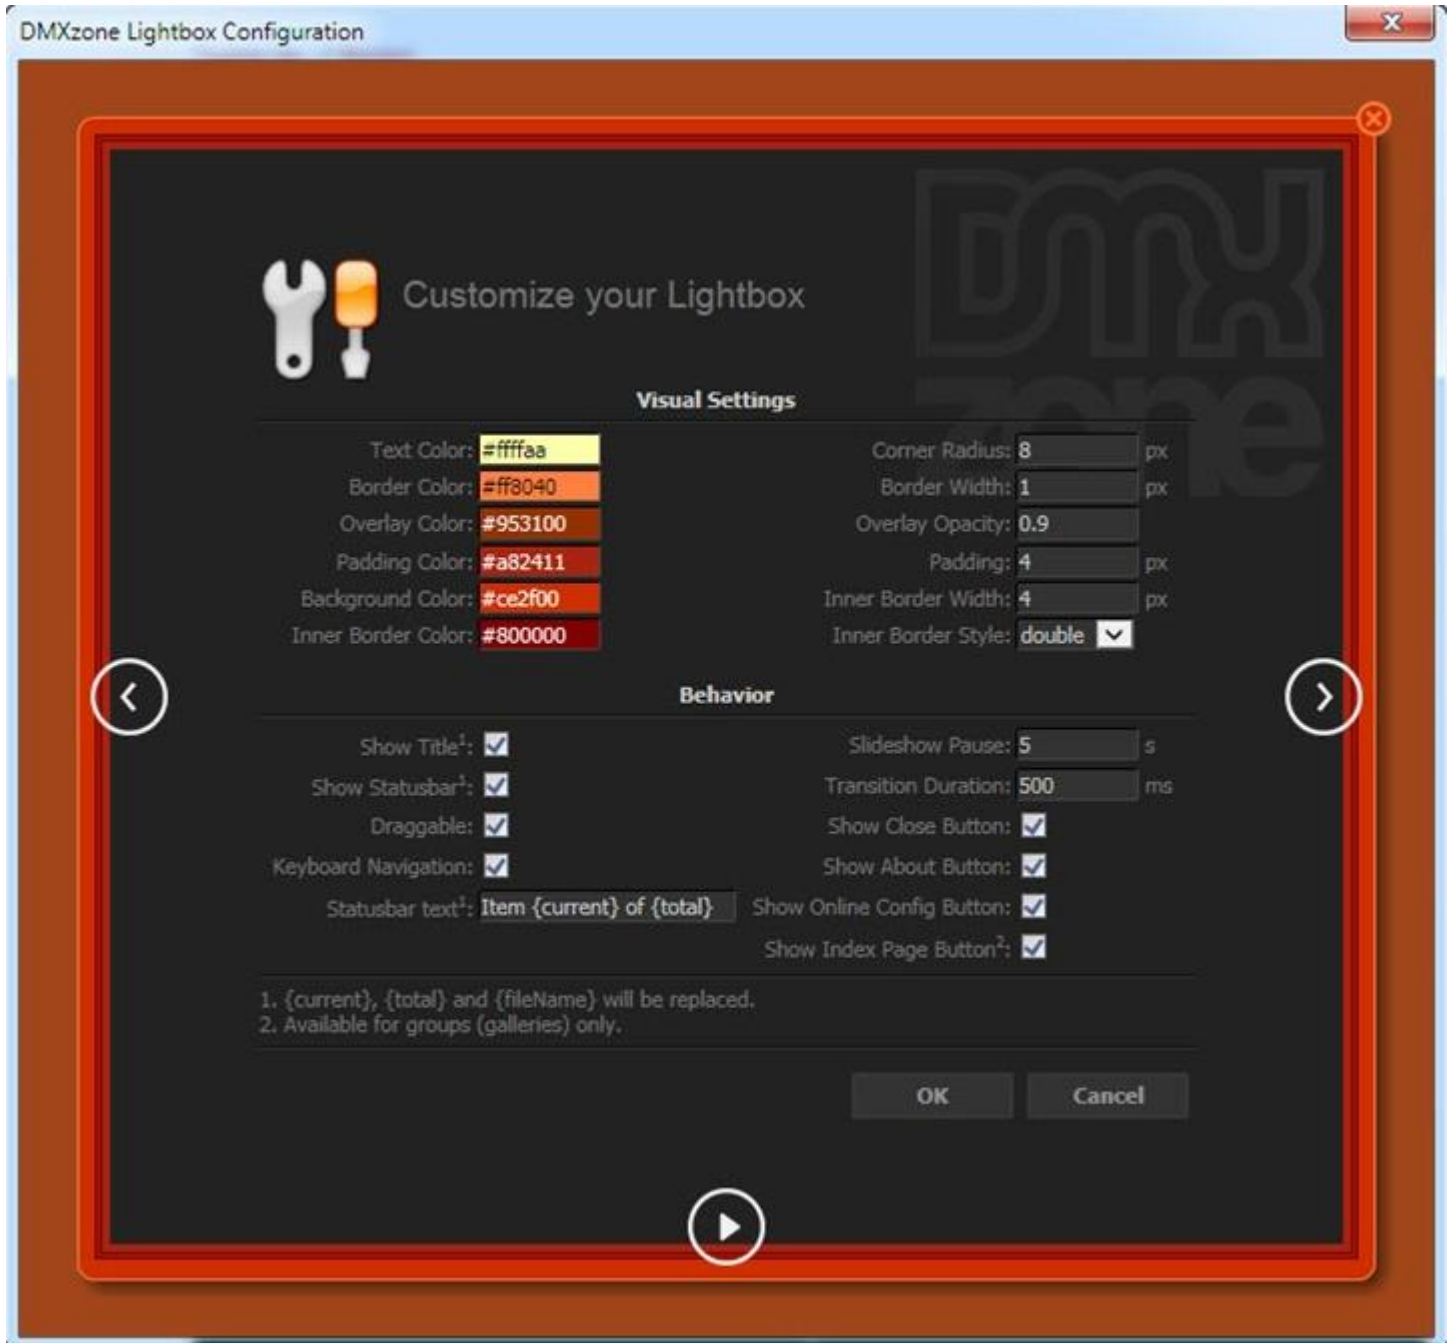 DMXzone Lightbox Configuration
DMX
zone
Customize your Lightbox
Visual Settings
Text Color: #ffffaa Corner Radius: 8 px
Border Color: #ff8040 Border Width: 1 px
Overlay Color: #953100 Overlay Opacity: 0.9
Padding Color: #a82411 Padding: 4 px
Background Color: #ce2f00 Inner Border Width: 4 px
Inner Border Color: #800000 Inner Border Style: double
Behavior
Show Title¹: Slideshow Pause: 5 s
Show Statusbar¹: Transition Duration: 500 ms
Draggable: Show Close Button:
Keyboard Navigation: Show About Button:
Statusbar text¹: Item {current} of {total} Show Online Config Button:
Show Index Page Button²:
1. {current}, {total} and {fileName} will be replaced.
2. Available for groups (galleries) only.
OK Cancel